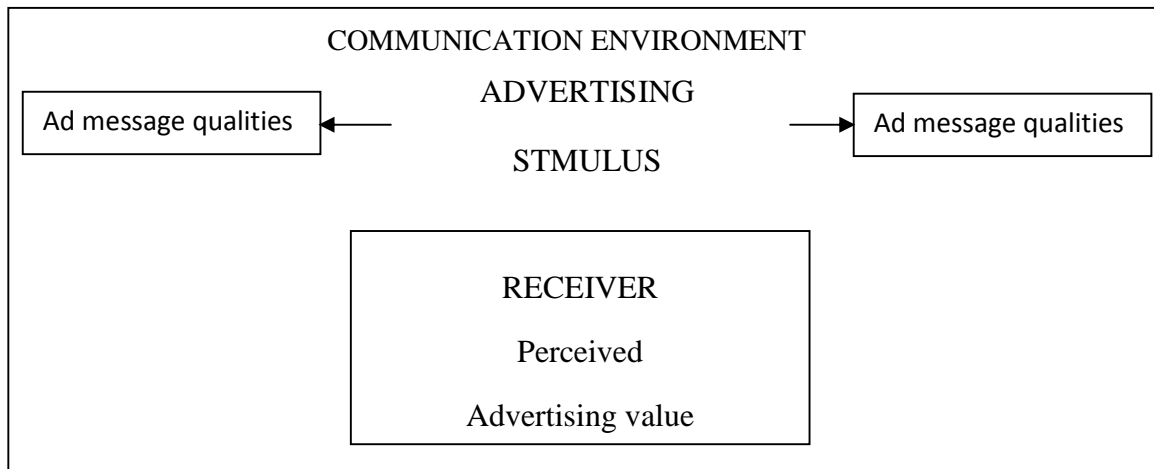 COMMUNICATION ENVIRONMENT
ADVERTISING
Ad message qualities
Ad message qualities
STMULUS
RECEIVER
Perceived
Advertising value